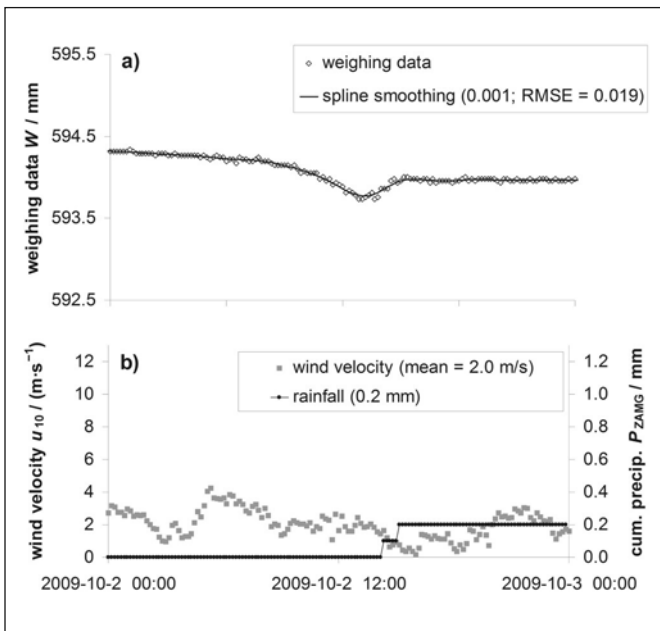 a)
weighing data
spline smoothing (0.001; RMSE = 0.019)
weighing data W / mm
595.5
594.5
593.5
592.5
b)
wind velocity (mean = 2.0 m/s)
rainfall (0.2 mm)
wind velocity u10 / (m·s−1)
12
10
8
6
4
2
0
cum. precip. PZAMG / mm
1.2
1.0
0.8
0.6
0.4
0.2
0.0
2009-10-2 00:00
2009-10-2 12:00
2009-10-3 00:00